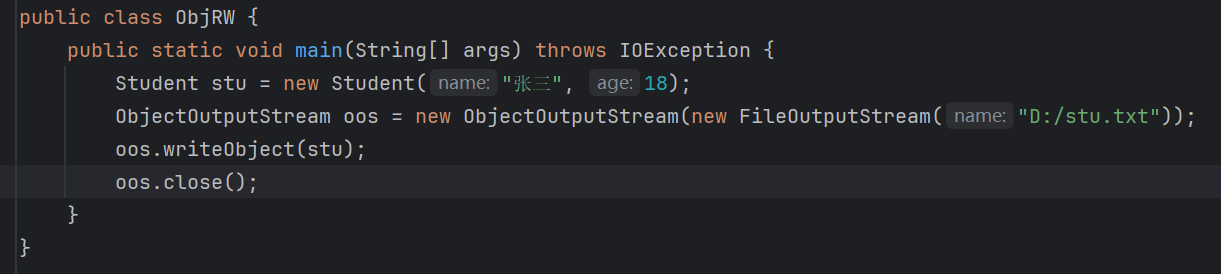 public class ObjRW {
public static void main(String[] args) throws IOException {
Student stu = new Student( name: "张三", age: 18);
ObjectOutputStream oos = new ObjectOutputStream(new FileOutputStream( name: "D:/stu.txt"));
oos.writeObject(stu);
oos.close();
}
}